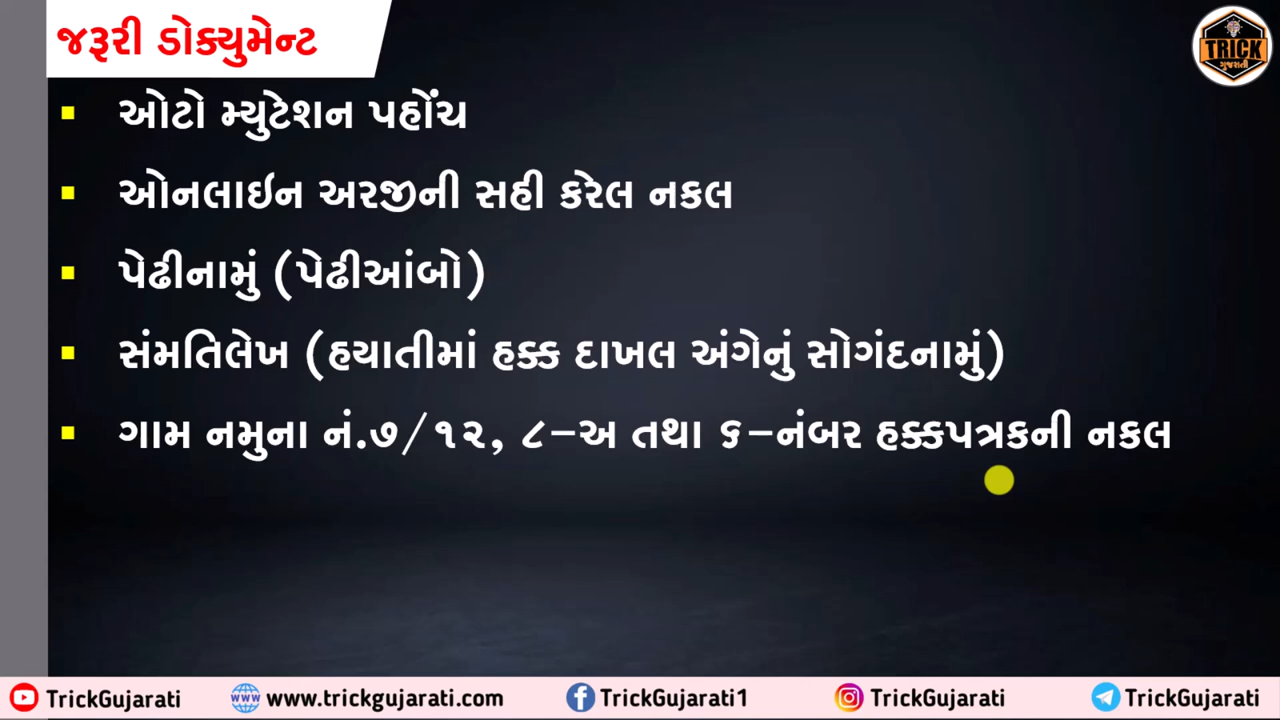 જરૂરી ડોક્યુમેન્ટ
TRICK
ગુજરાતી
ઓટો મ્યુટેશન પહોંચ
ઓનલાઇન અરજીની સહી કરેલ નકલ
પેઢીનામું (પેઢીઆંબો)
સંમતિલેખ (હયાતીમાં હક્ક દાખલ અંગેનું સોગંદનામું)
ગામ નમુના નં.૭/૧૨, ૮-અ તથા ૬-નંબર હક્કપત્રકની નકલ
TrickGujarati
www.trickgujarati.com
TrickGujarati1
TrickGujarati
TrickGujarati